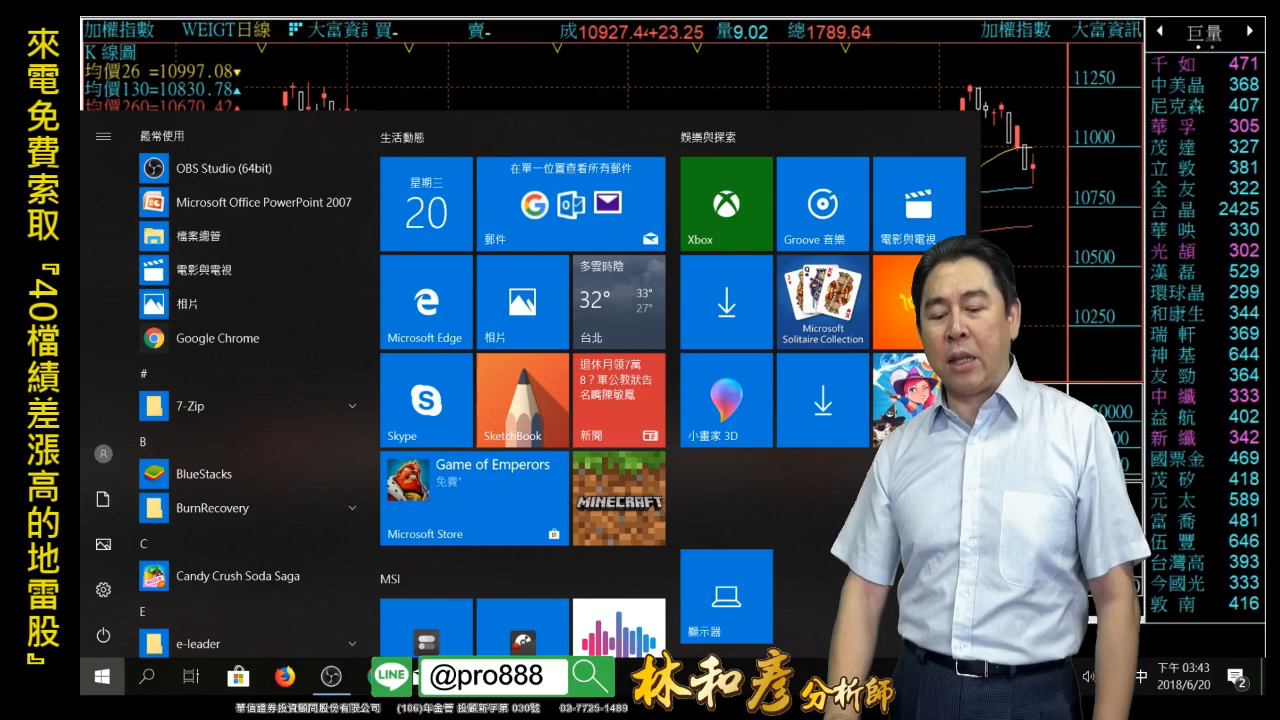 來電免費索取『40檔績差漲高的地雷股』
加權指數 WEIGT日線 大富資訊 買- 賣- 成10927.44+23.25 量9.02 總1789.64 加權指數 大富資訊
K 線圖
均價26 =10997.08
均價130=10830.78
均價260=10670.42
11250
11000
10750
10500
10250
巨量
千如 471
中美晶 368
尼克森 407
華孚 305
茂達 327
立敦 381
全友 322
合晶 2425
華映 330
光頡 302
漢磊 529
環球晶 299
和康生 344
瑞軒 369
神基 644
友勁 364
中纖 333
益航 402
新纖 342
國票金 469
茂矽 418
元太 589
富喬 481
伍豐 646
台灣高 393
今國光 333
敦南 416
最常使用
OBS Studio (64bit)
Microsoft Office PowerPoint 2007
檔案總管
電影與電視
相片
Google Chrome
#
7-Zip
B
BlueStacks
BurnRecovery
C
Candy Crush Soda Saga
E
e-leader
生活動態
星期三
20
在單一位置查看所有郵件
郵件
Microsoft Edge
相片
多雲時陰
32° 33°
27°
台北
Skype
SketchBook
退休月領7萬
8？軍公教狀告
名嘴陳敏鳳
新聞
Game of Emperors
免費+
Microsoft Store
MINECRAFT
MSI
娛樂與探索
Xbox
Groove 音樂
電影與電視
Microsoft
Solitaire Collection
小畫家 3D
顯示器
LINE
@pro888
林和彥 分析師
中
下午 03:43
2018/6/20
2
華信證券投資顧問股份有限公司 (106)年金管 投顧新字第 030號 02-7725-1489